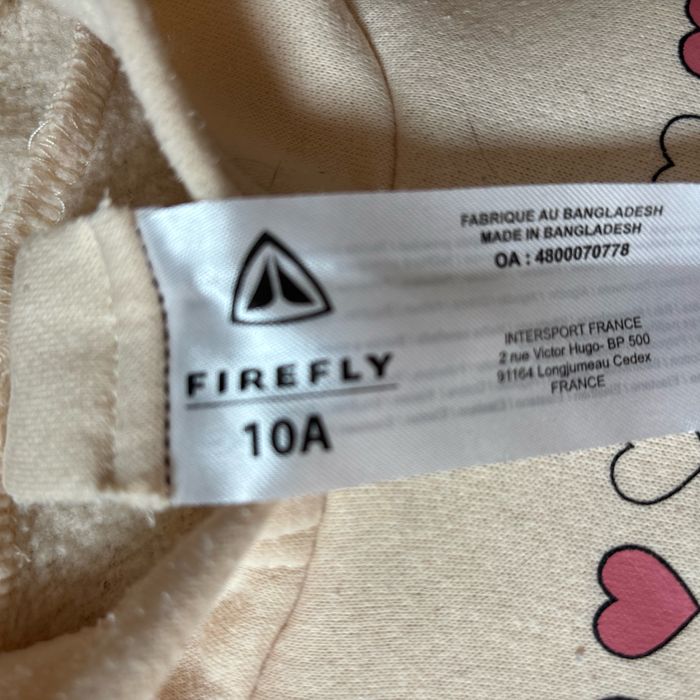 FIREFLY
10A
FABRIQUE AU BANGLADESH
MADE IN BANGLADESH
OA : 4800070778
INTERSPORT FRANCE
2 rue Victor Hugo- BP 500
91164 Longjumeau Cedex
FRANCE